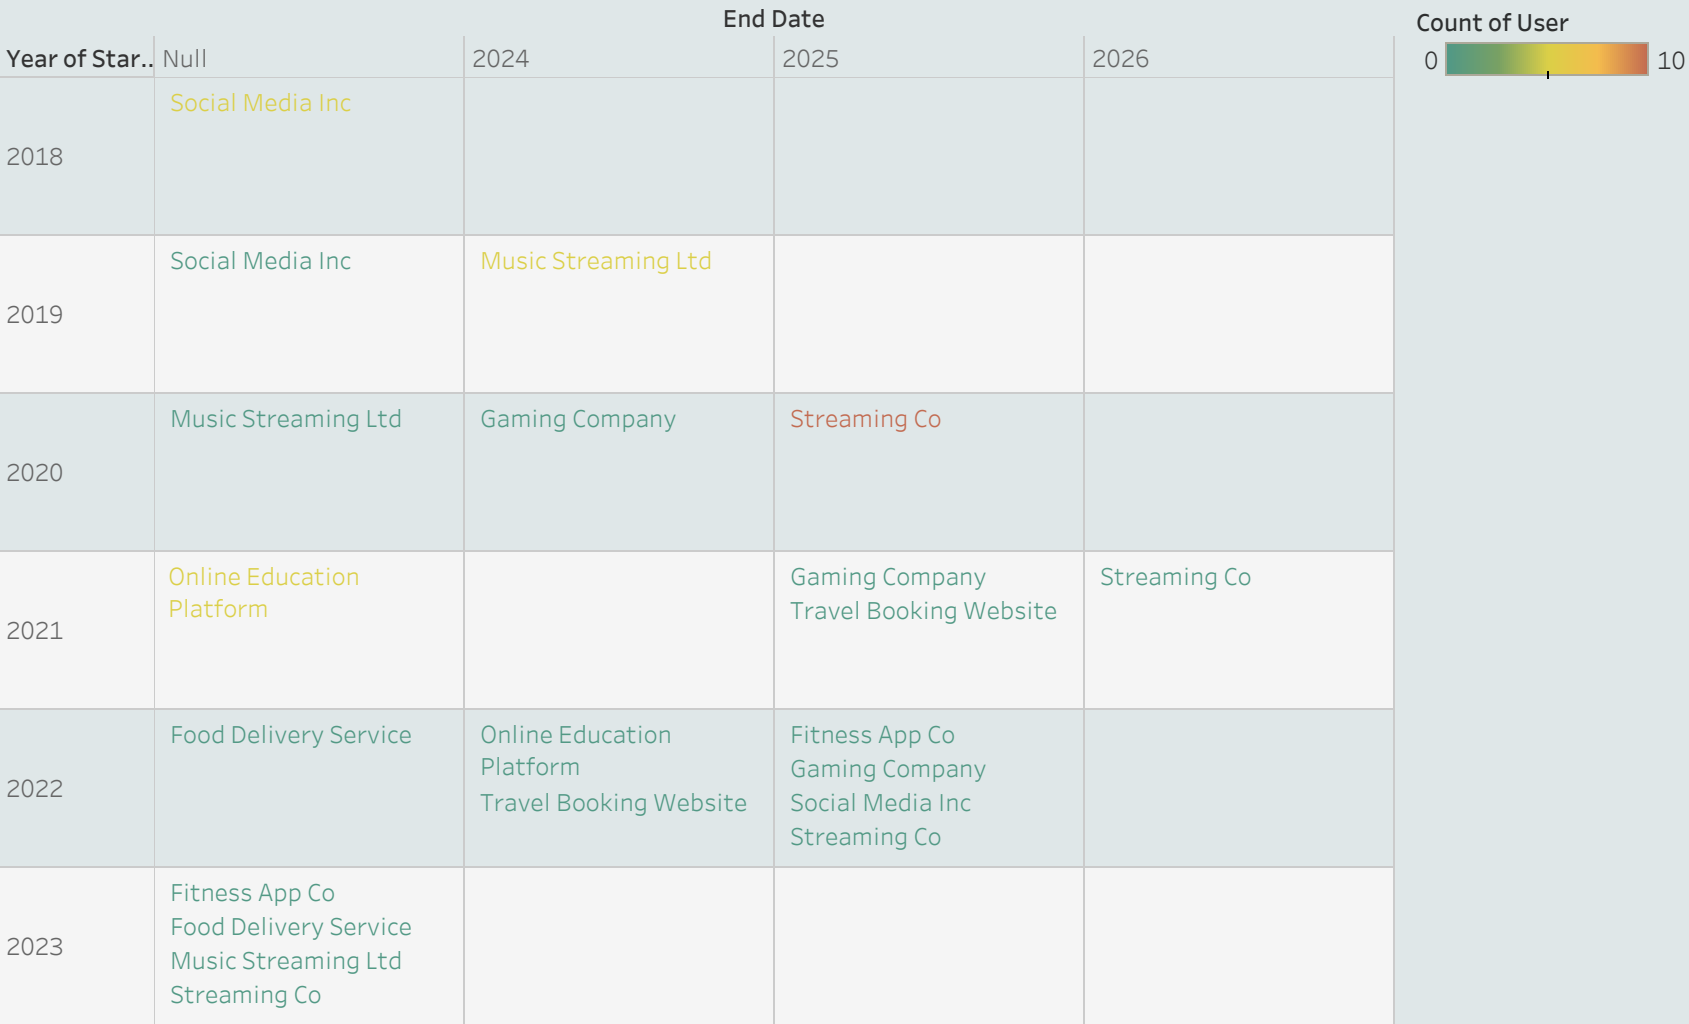 End Date
Count of User
Year of Star..
Null
2024
2025
2026
0
10
2018
Social Media Inc
2019
Social Media Inc
Music Streaming Ltd
2020
Music Streaming Ltd
Gaming Company
Streaming Co
2021
Online Education
Platform
Gaming Company
Travel Booking Website
Streaming Co
2022
Food Delivery Service
Online Education
Platform
Travel Booking Website
Fitness App Co
Gaming Company
Social Media Inc
Streaming Co
2023
Fitness App Co
Food Delivery Service
Music Streaming Ltd
Streaming Co